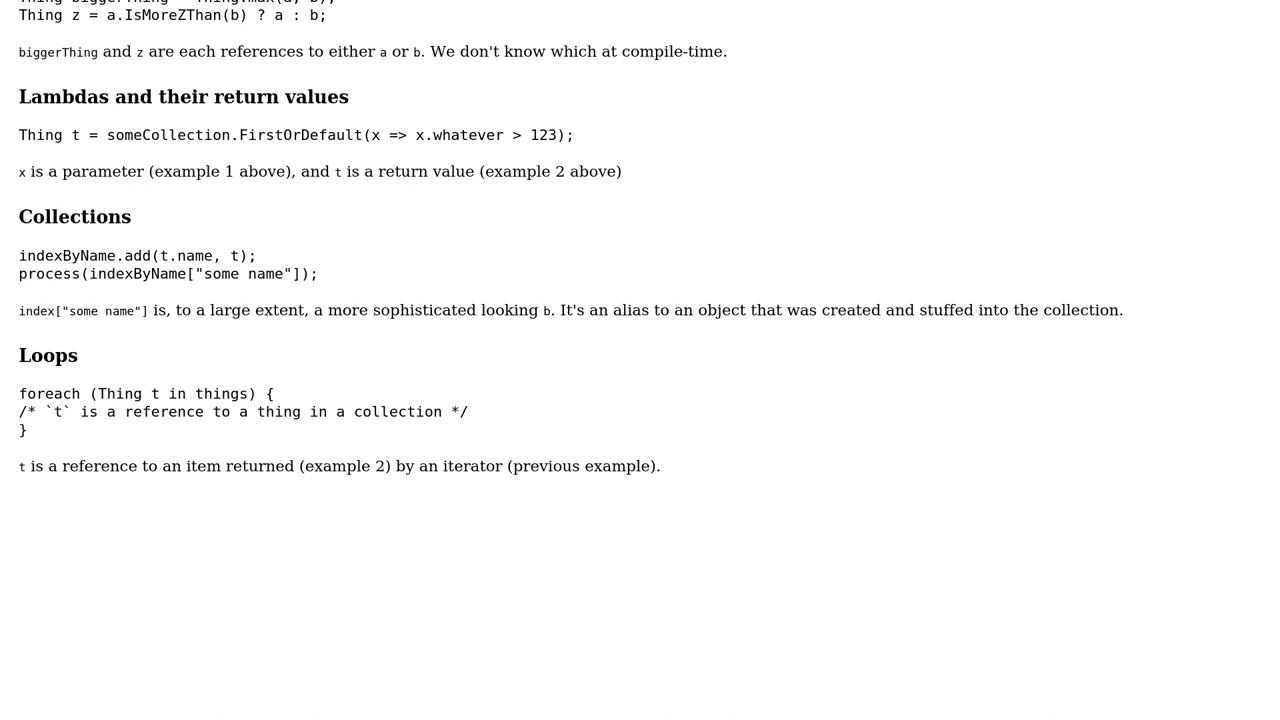 Thing biggerThing = Thing.max(a, b);
Thing z = a.IsMoreZThan(b) ? a : b;
biggerThing and z are each references to either a or b. We don't know which at compile-time.
Lambdas and their return values
Thing t = someCollection.FirstOrDefault(x => x.whatever > 123);
x is a parameter (example 1 above), and t is a return value (example 2 above)
Collections
indexByName.add(t.name, t);
process(indexByName["some name"]);
index["some name"] is, to a large extent, a more sophisticated looking b. It's an alias to an object that was created and stuffed into the collection.
Loops
foreach (Thing t in things) {
/* `t` is a reference to a thing in a collection */
}
t is a reference to an item returned (example 2) by an iterator (previous example).